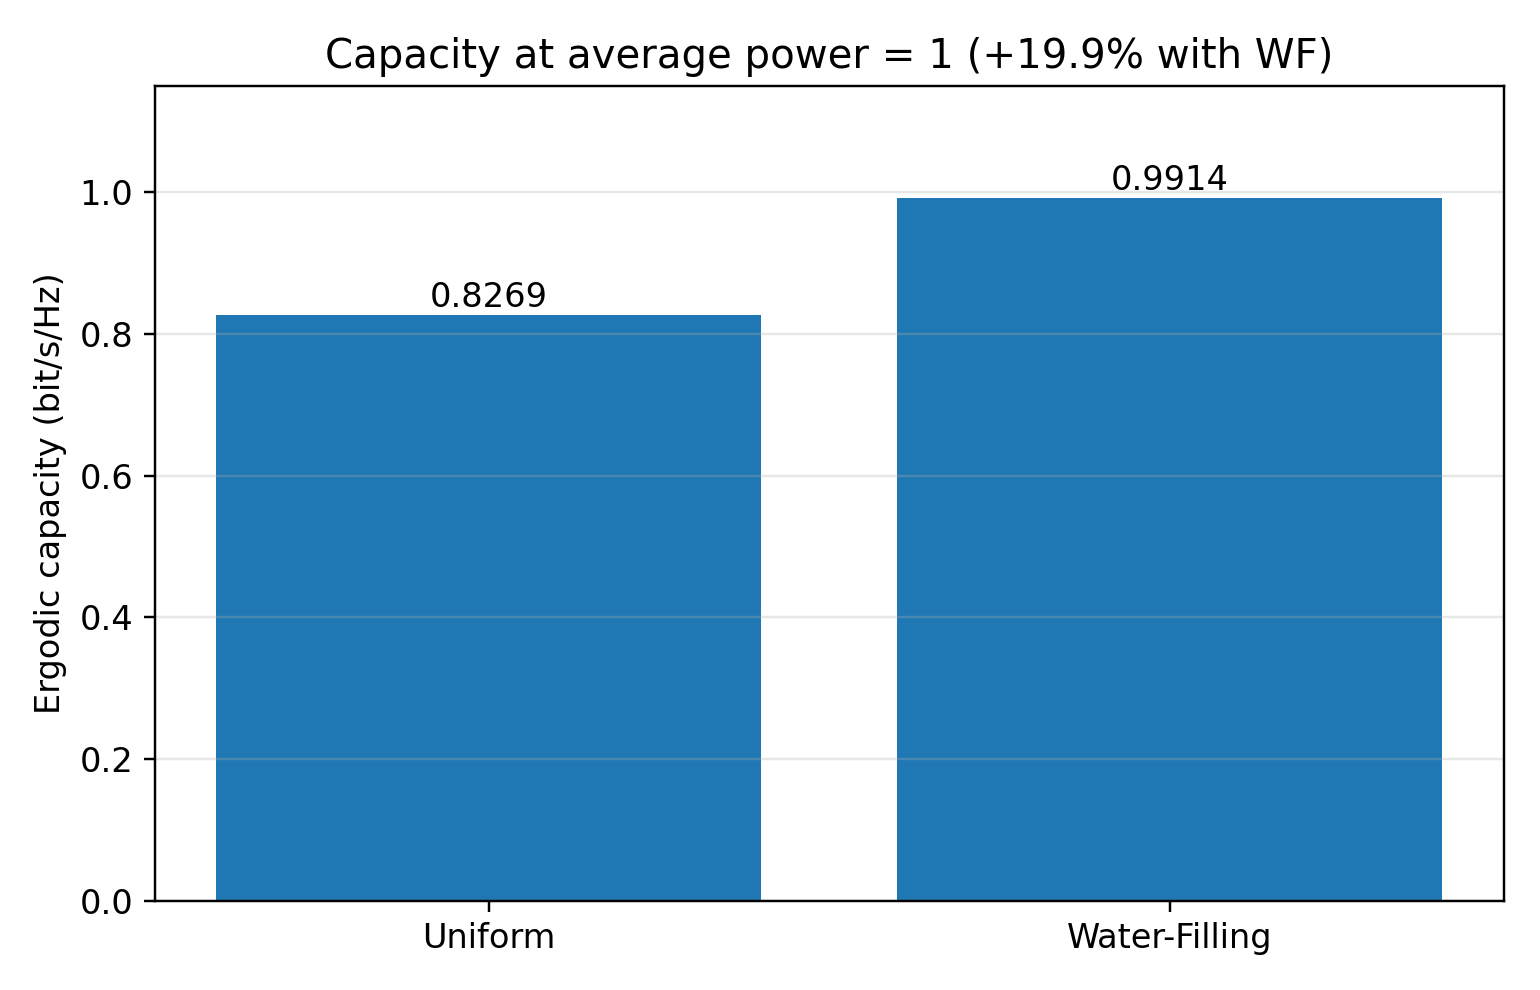 Capacity at average power = 1 (+19.9% with WF)
Ergodic capacity (bit/s/Hz)
1.0
0.8
0.6
0.4
0.2
0.0
0.8269
0.9914
Uniform
Water-Filling